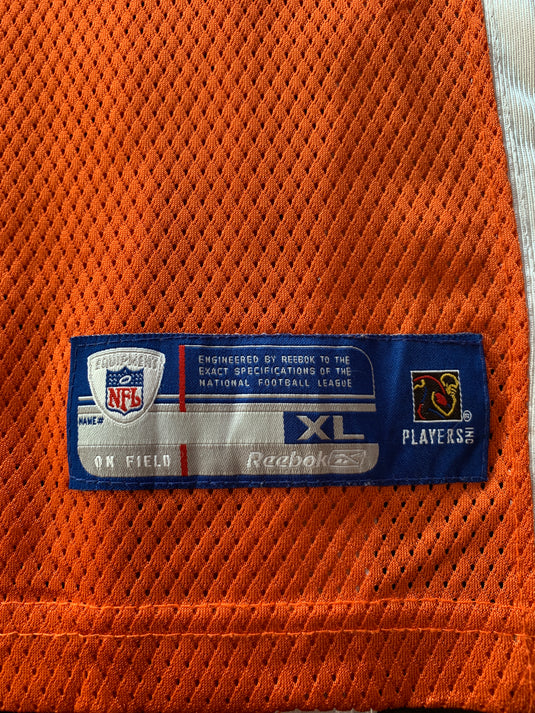 EQUIPMENT
NFL
ENGINEERED BY REEBOK TO THE
EXACT SPECIFICATIONS OF THE
NATIONAL FOOTBALL LEAGUE
NAME#
XL
ON FIELD
Reebok
®
PLAYERS INC